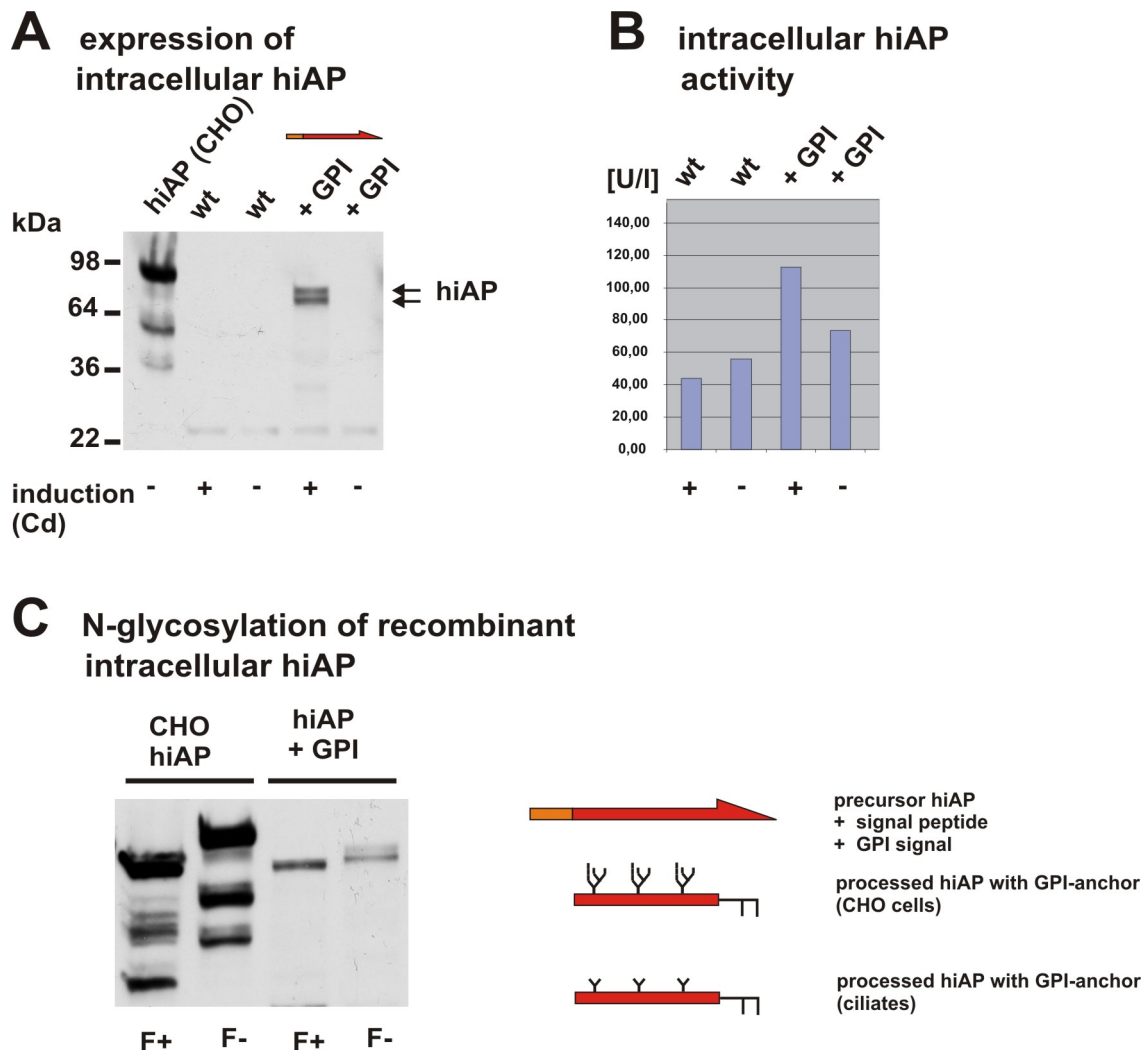 A expression of
intracellular hiAP
hiAP (CHO)
wt
wt
+ GPI
+ GPI
kDa
98
64
36
22
hiAP
induction - + - + -
(Cd)
B intracellular hiAP
activity
[U/l]
wt
wt
+ GPI
+ GPI
140,00
120,00
100,00
80,00
60,00
40,00
20,00
0,00
+ - + -
C N-glycosylation of recombinant
intracellular hiAP
CHO
hiAP
hiAP
+ GPI
F+ F- F+ F-
precursor hiAP
+ signal peptide
+ GPI signal
processed hiAP with GPI-anchor
(CHO cells)
processed hiAP with GPI-anchor
(ciliates)